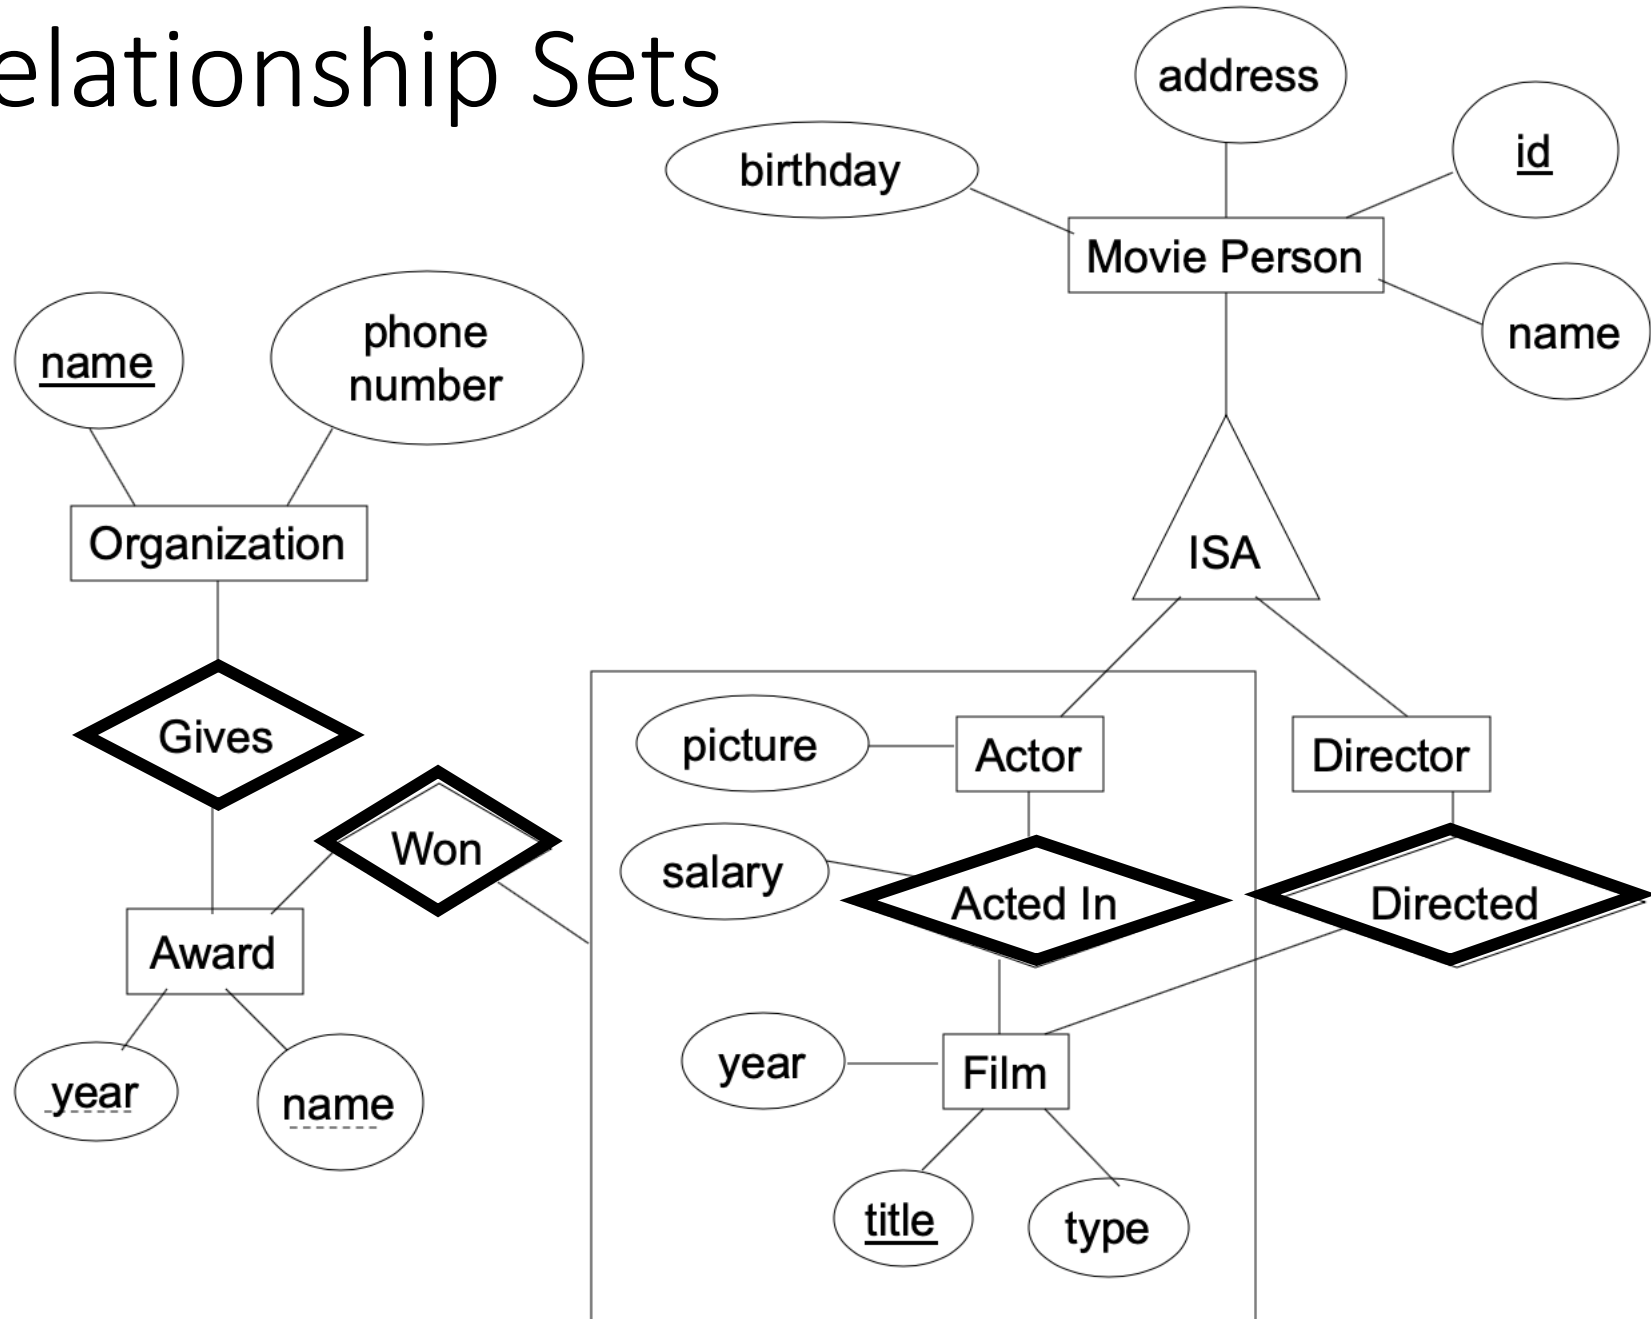 elationship Sets
address
birthday
id
Movie Person
name
name
phone
number
Organization
ISA
Gives
picture
Actor
Director
Won
salary
Acted In
Directed
Award
year
Film
year
name
title
type